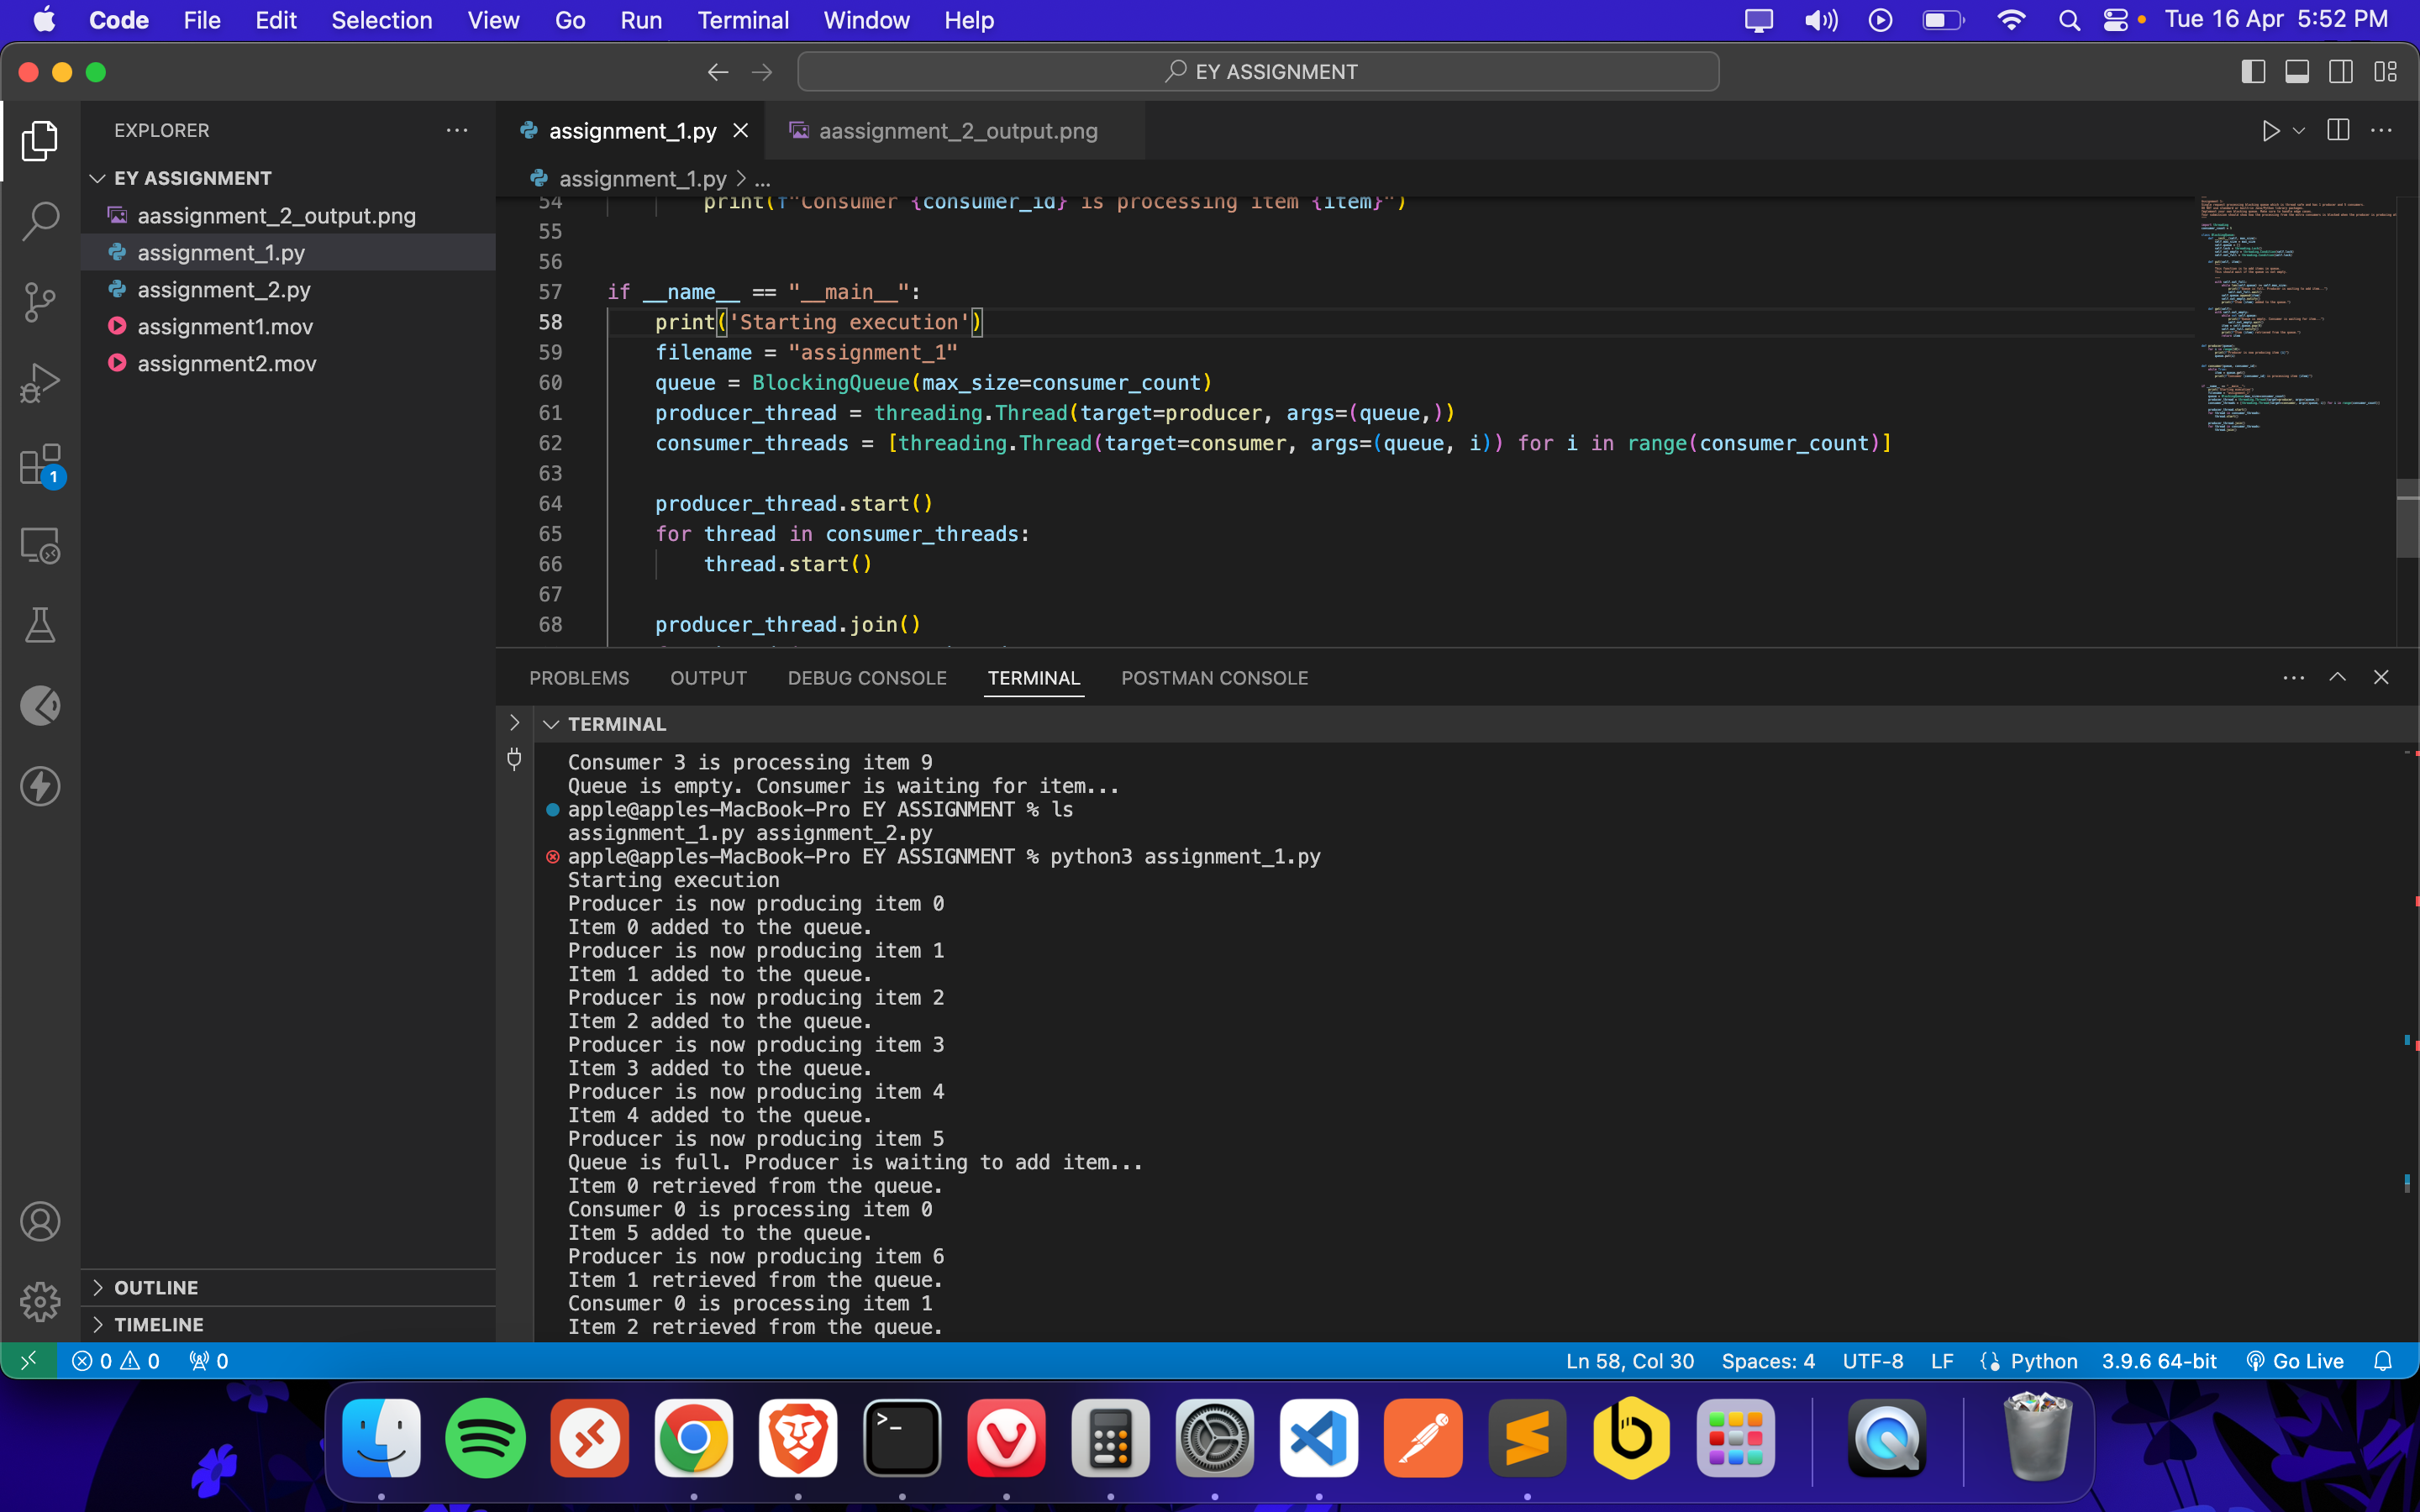 Code File Edit Selection View Go Run Terminal Window Help Tue 16 Apr 5:52 PM
EY ASSIGNMENT
EXPLORER
EY ASSIGNMENT
aassignment_2_output.png
assignment_1.py
assignment_2.py
assignment1.mov
assignment2.mov
1
OUTLINE
TIMELINE
assignment_1.py aassignment_2_output.png
assignment_1.py > ...
54 print(f"Consumer {consumer_id} is processing item {item}")
55
56
57 if __name__ == "__main__":
58 print('Starting execution')
59 filename = "assignment_1"
60 queue = BlockingQueue(max_size=consumer_count)
61 producer_thread = threading.Thread(target=producer, args=(queue,))
62 consumer_threads = [threading.Thread(target=consumer, args=(queue, i)) for i in range(consumer_count)]
63
64 producer_thread.start()
65 for thread in consumer_threads:
66 thread.start()
67
68 producer_thread.join()
PROBLEMS OUTPUT DEBUG CONSOLE TERMINAL POSTMAN CONSOLE
TERMINAL
Consumer 3 is processing item 9
Queue is empty. Consumer is waiting for item...
apple@apples-MacBook-Pro EY ASSIGNMENT % ls
assignment_1.py assignment_2.py
apple@apples-MacBook-Pro EY ASSIGNMENT % python3 assignment_1.py
Starting execution
Producer is now producing item 0
Item 0 added to the queue.
Producer is now producing item 1
Item 1 added to the queue.
Producer is now producing item 2
Item 2 added to the queue.
Producer is now producing item 3
Item 3 added to the queue.
Producer is now producing item 4
Item 4 added to the queue.
Producer is now producing item 5
Queue is full. Producer is waiting to add item...
Item 0 retrieved from the queue.
Consumer 0 is processing item 0
Item 5 added to the queue.
Producer is now producing item 6
Item 1 retrieved from the queue.
Consumer 0 is processing item 1
Item 2 retrieved from the queue.
0 0 0 Ln 58, Col 30 Spaces: 4 UTF-8 LF Python 3.9.6 64-bit Go Live